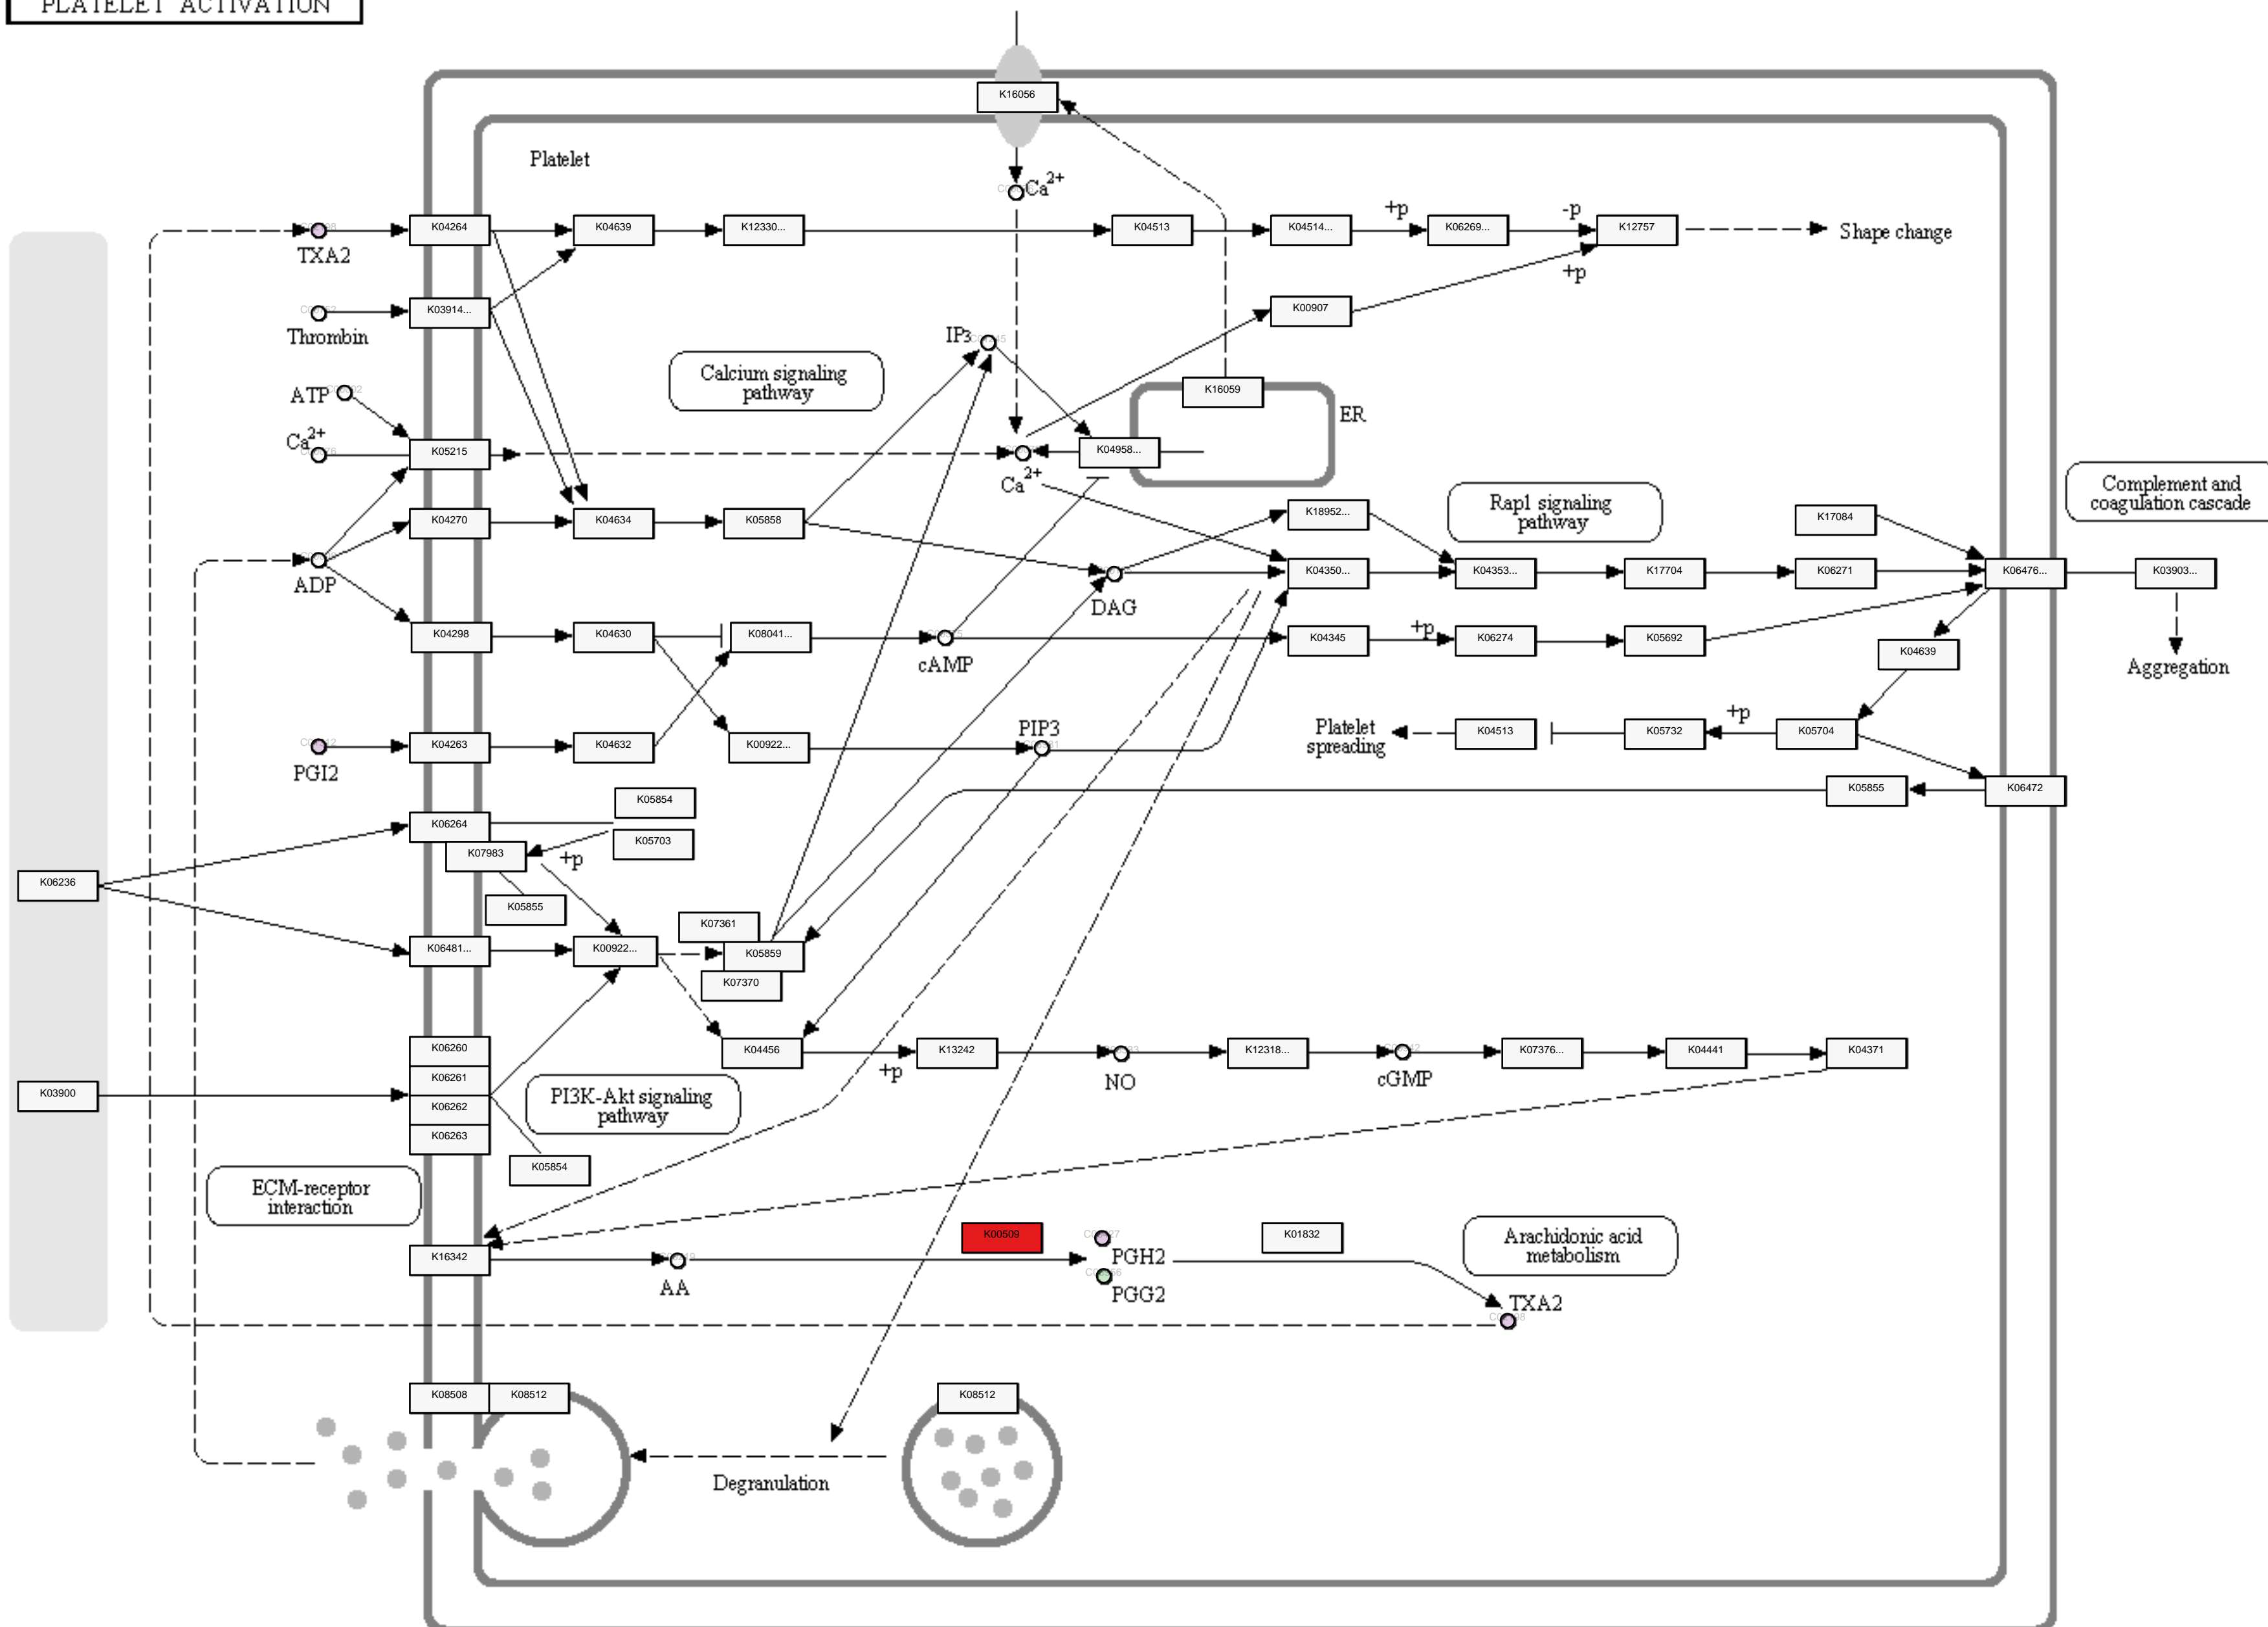 PLATELET ACTIVATION
K16056
Platelet
Ca2+
TXA2
K04264
K04639
K12330...
K04513
K04514...
+p
K06269...
-p
K12757
Shape change
+p
Thrombin
K03914...
K00907
IP3
Calcium signaling
pathway
K16059
ER
ATP
Ca2+
K05215
K04958...
Ca2+
Complement and
coagulation cascade
K04270
K04634
K05858
K18952...
Rap1 signaling
pathway
K17084
ADP
DAG
K04350...
K04353...
K17704
K06271
K06476...
K03903...
K04298
K04630
K08041...
cAMP
K04345
+p
K06274
K05692
K04639
Aggregation
PGI2
K04263
K04632
K00922...
PIP3
Platelet
spreading
K04513
K05732
+p
K05704
K05855
K06472
K06264
K05854
K07983
K05703
+p
K06236
K05855
K07361
K06481...
K00922...
K05859
K07370
K04456
+p
K13242
NO
K12318...
cGMP
K07376...
K04441
K04371
K06260
K06261
K06262
K06263
K03900
PI3K-Akt signaling
pathway
K05854
ECM-receptor
interaction
K16342
AA
K00509
PGH2
PGG2
K01832
Arachidonic acid
metabolism
TXA2
K08508
K08512
K08512
Degranulation